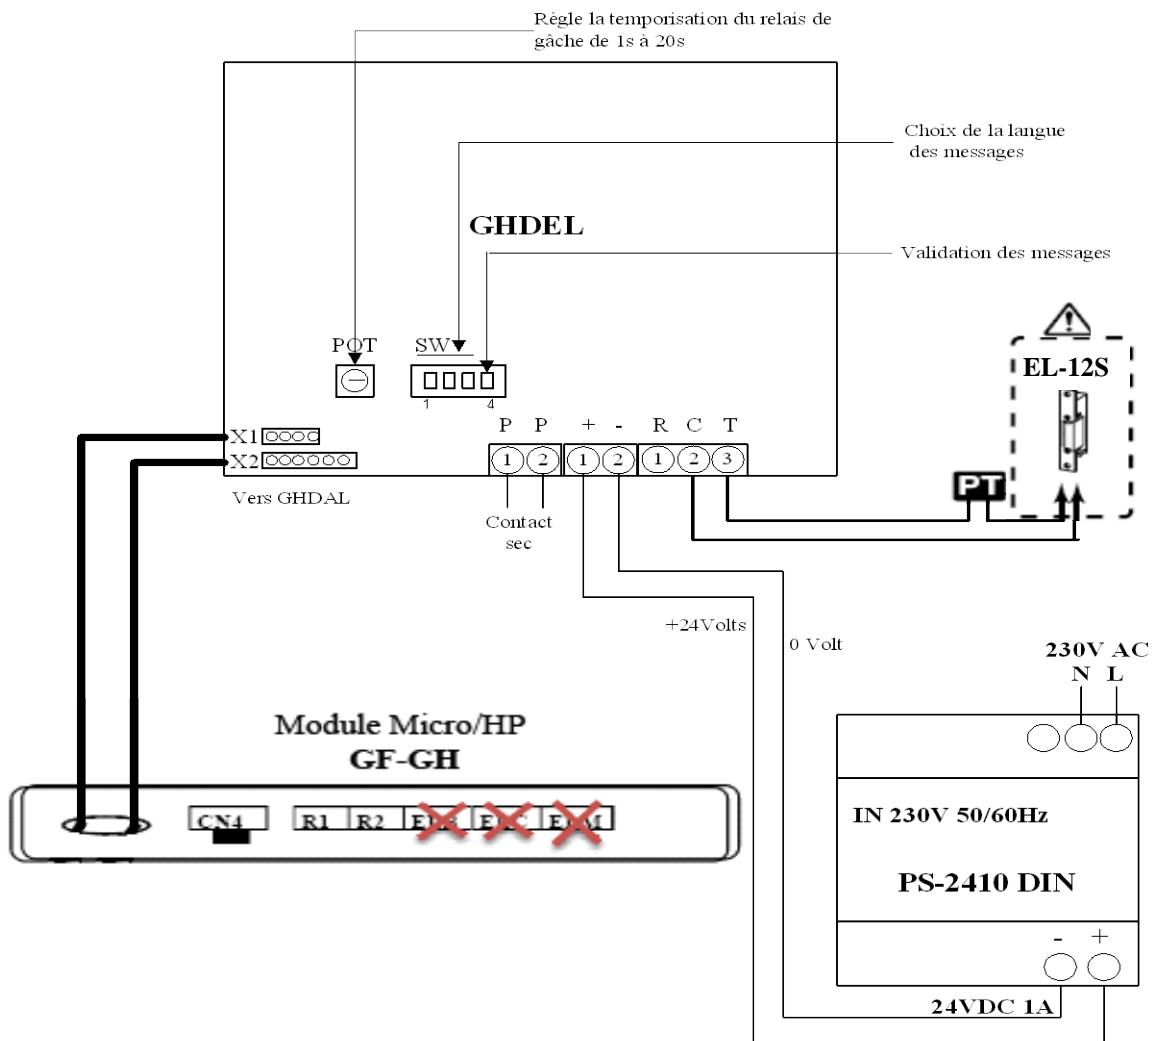 Règle la temporisation du relais de
gâche de 1s à 20s
Choix de la langue
des messages
GHDEL
Validation des messages
POT
SW
1 4
EL-12S
X1
X2
P P + - R C T
1 2 1 2 1 2 3
Vers GHDAL
Contact
sec
PT
+24Volts
0 Volt
230V AC
N L
Module Micro/HP
GF-GH
CN4 R1 R2
IN 230V 50/60Hz
PS-2410 DIN
- +
24VDC 1A